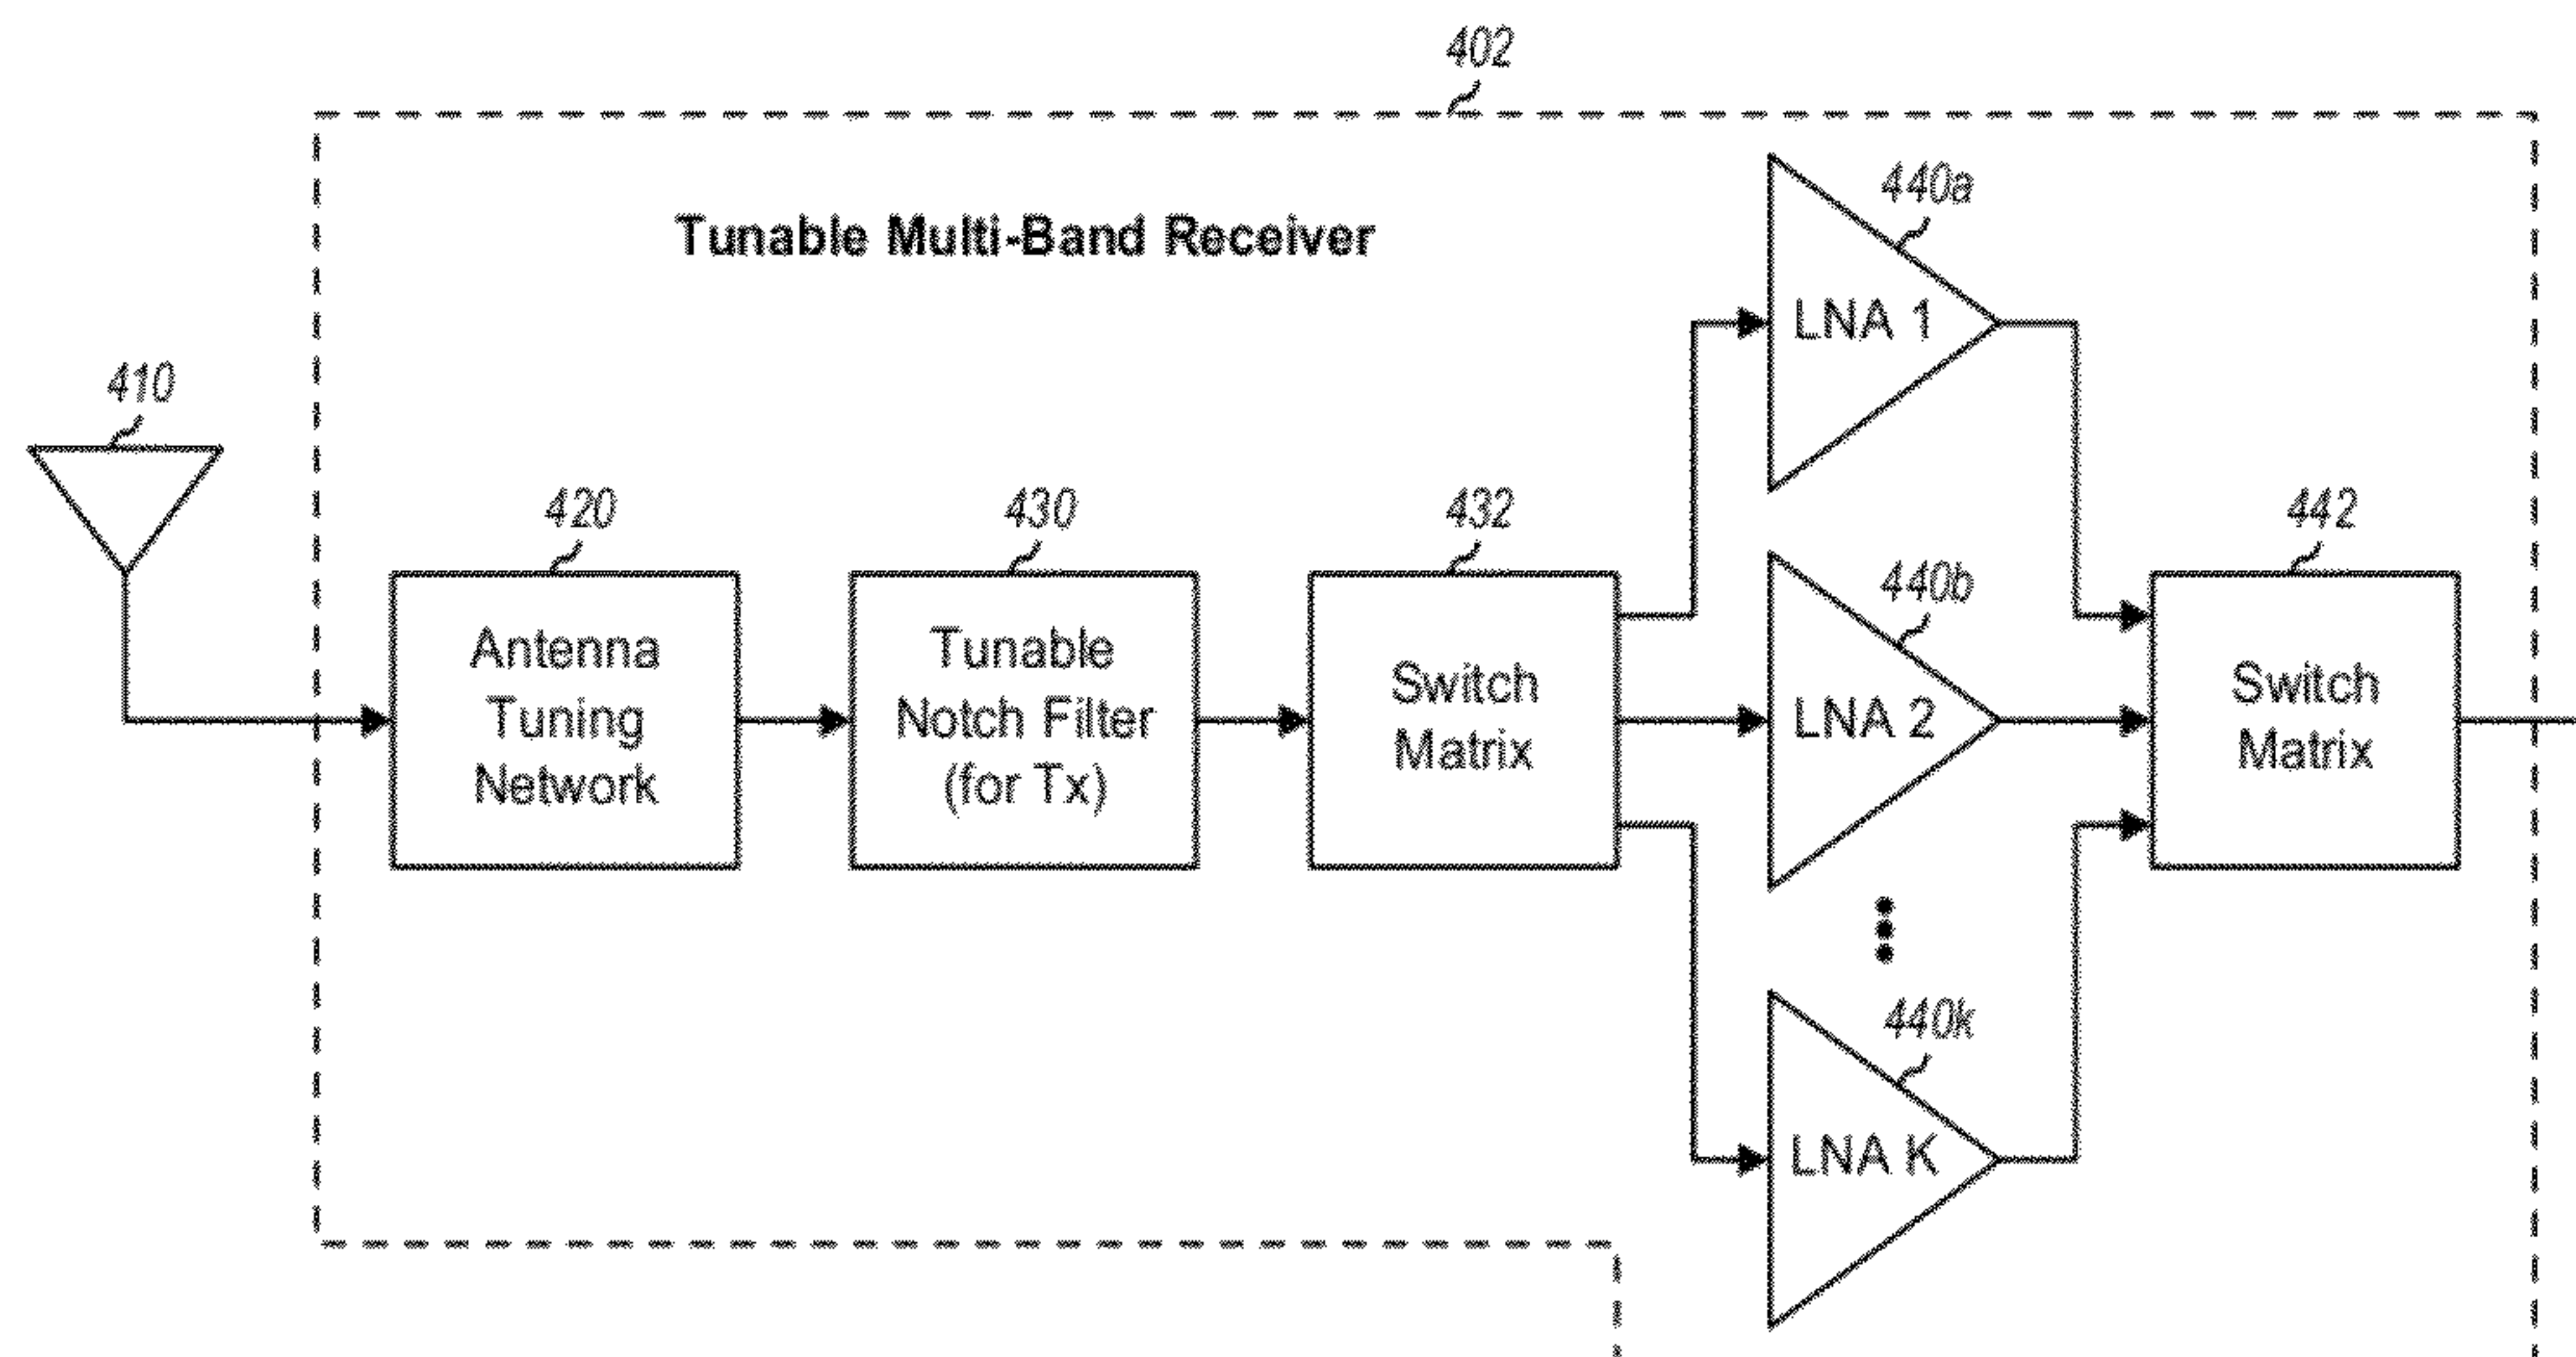 402
Tunable Multi-Band Receiver
440a
LNA 1
410
420
430
432
442
Antenna
Tuning
Network
Tunable
Notch Filter
(for Tx)
Switch
Matrix
440b
LNA 2
Switch
Matrix
440k
LNA K